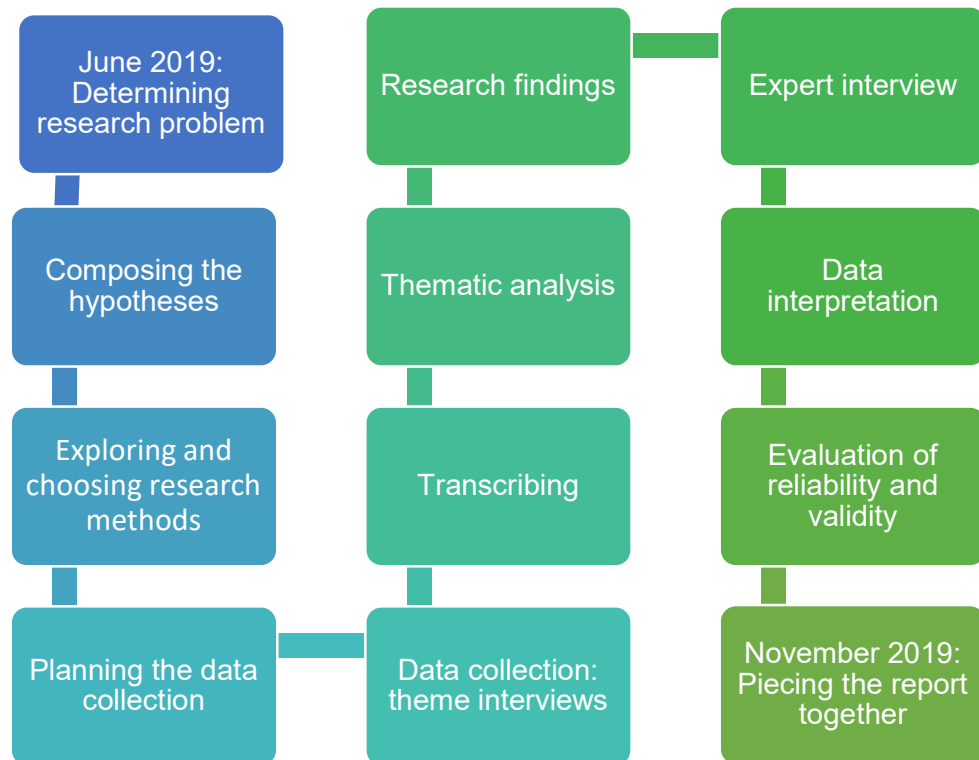 June 2019:
Determining
research problem
Composing the
hypotheses
Exploring and
choosing research
methods
Planning the data
collection
Data collection:
theme interviews
Transcribing
Thematic analysis
Research findings
Expert interview
Data
interpretation
Evaluation of
reliability and
validity
November 2019:
Piecing the report
together